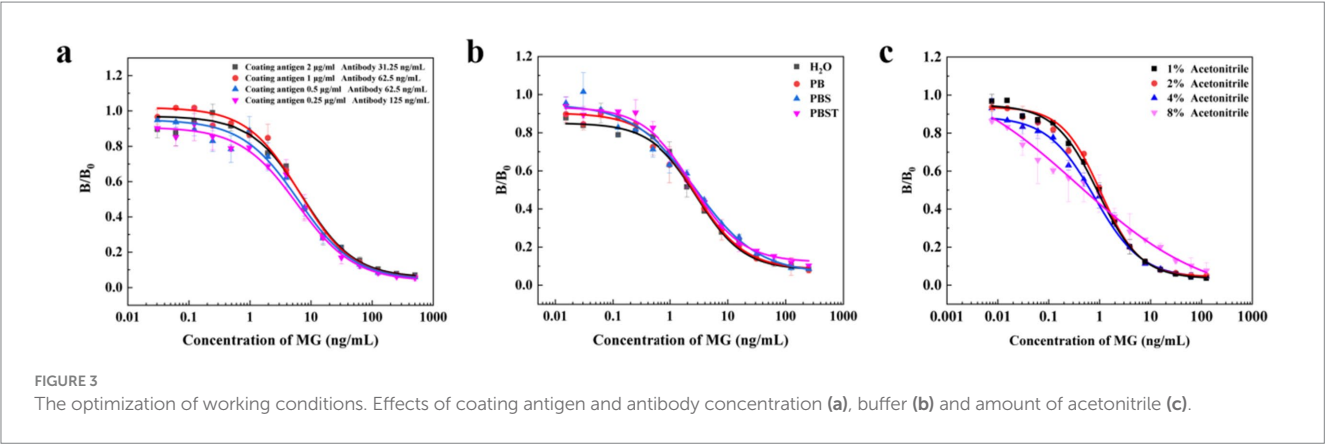 a
Coating antigen 2 μg/ml Antibody 31.25 ng/mL
Coating antigen 1 μg/ml Antibody 62.5 ng/mL
Coating antigen 0.5 μg/ml Antibody 62.5 ng/mL
Coating antigen 0.25 μg/ml Antibody 125 ng/mL
1.2
1.0
0.8
0.6
0.4
0.2
0.0
B/B0
0.01 0.1 1 10 100 1000
Concentration of MG (ng/mL)
b
H2O
PB
PBS
PBST
1.2
1.0
0.8
0.6
0.4
0.2
0.0
B/B0
0.01 0.1 1 10 100 1000
Concentration of MG (ng/mL)
c
1% Acetonitrile
2% Acetonitrile
4% Acetonitrile
8% Acetonitrile
1.2
1.0
0.8
0.6
0.4
0.2
0.0
B/B0
0.001 0.01 0.1 1 10 100 1000
Concentration of MG (ng/mL)
FIGURE 3
The optimization of working conditions. Effects of coating antigen and antibody concentration (a), buffer (b) and amount of acetonitrile (c).